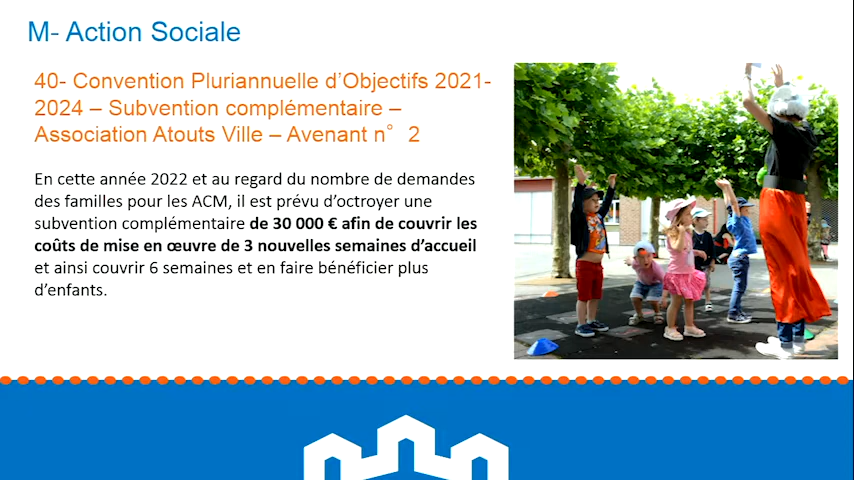 M- Action Sociale
40- Convention Pluriannuelle d’Objectifs 2021-
2024 – Subvention complémentaire –
Association Atouts Ville – Avenant n° 2
En cette année 2022 et au regard du nombre de demandes
des familles pour les ACM, il est prévu d’octroyer une
subvention complémentaire de 30 000 € afin de couvrir les
coûts de mise en œuvre de 3 nouvelles semaines d’accueil
et ainsi couvrir 6 semaines et en faire bénéficier plus
d’enfants.